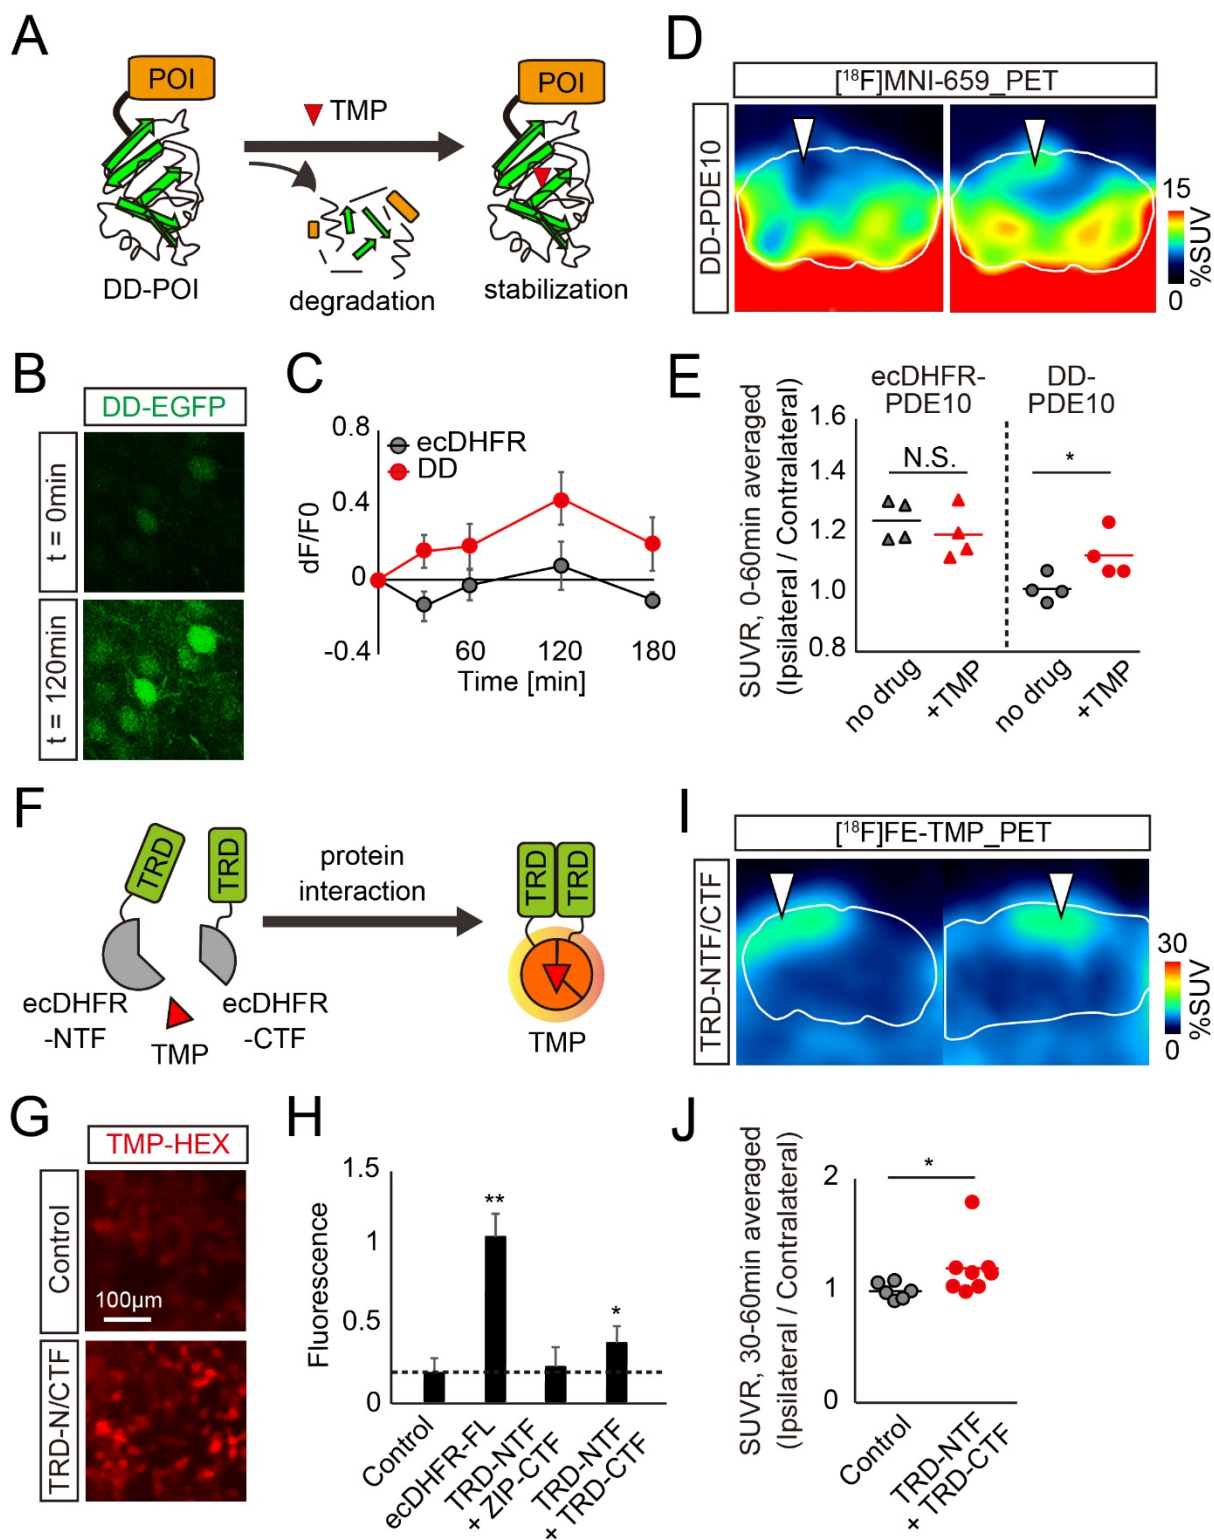 A
POI
TMP
POI
DD-POI
degradation
stabilization
B
DD-EGFP
t = 0min
t = 120min
C
0.8
0.4
0
-0.4
dF/F0
ecDHFR
DD
60
120
180
Time [min]
D
[18F]MNI-659_PET
DD-PDE10
15
0
%SUV
E
ecDHFR-
PDE10
DD-
PDE10
SUVR, 0-60min averaged
(Ipsilateral / Contralateral)
1.6
1.4
1.2
1.0
0.8
N.S.
*
no drug
+TMP
no drug
+TMP
F
TRD
TRD
protein
interaction
TRD
TRD
ecDHFR
-NTF
TMP
ecDHFR
-CTF
TMP
G
TMP-HEX
Control
100μm
TRD-N/CTF
H
Fluorescence
1.5
1
0.5
0
**
*
Control
ecDHFR-FL
TRD-NTF
+ ZIP-CTF
TRD-NTF
+ TRD-CTF
I
[18F]FE-TMP_PET
TRD-NTF/CTF
30
0
%SUV
J
SUVR, 30-60min averaged
(Ipsilateral / Contralateral)
2
1
0
*
Control
TRD-NTF
+ TRD-CTF